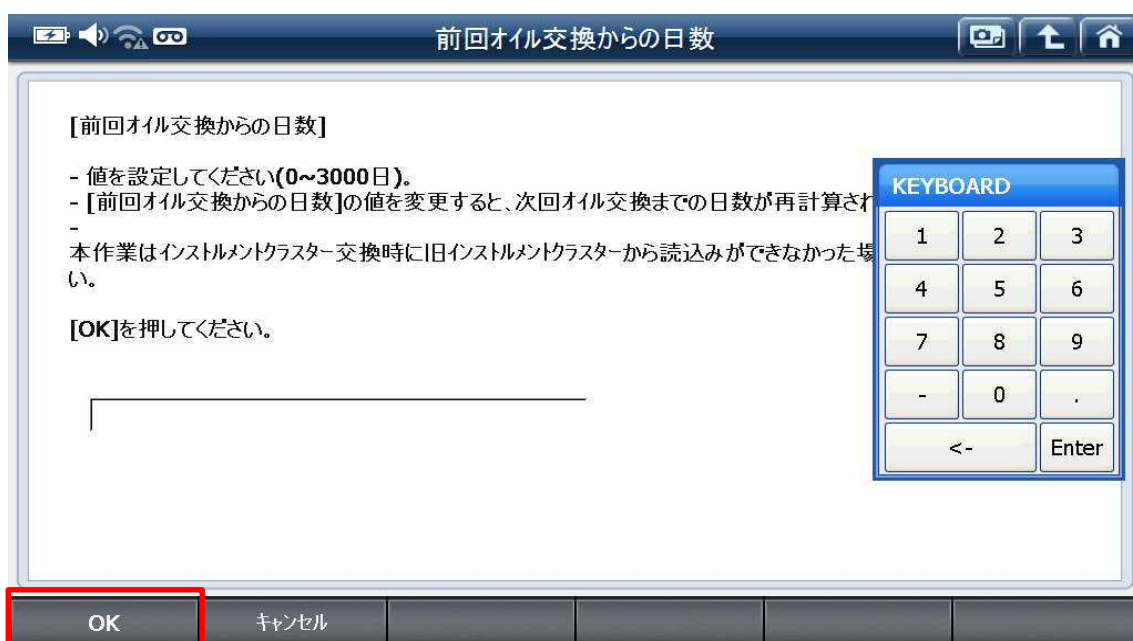 前回オイル交換からの日数
[前回オイル交換からの日数]
- 値を設定してください(0~3000日)。
- [前回オイル交換からの日数]の値を変更すると、次回オイル交換までの日数が再計算され
-
本作業はインストルメントクラスター交換時に旧インストルメントクラスターから読込みができなかった場
い。
[OK]を押してください。
KEYBOARD
1 2 3
4 5 6
7 8 9
- 0 .
<- Enter
OK キャンセル